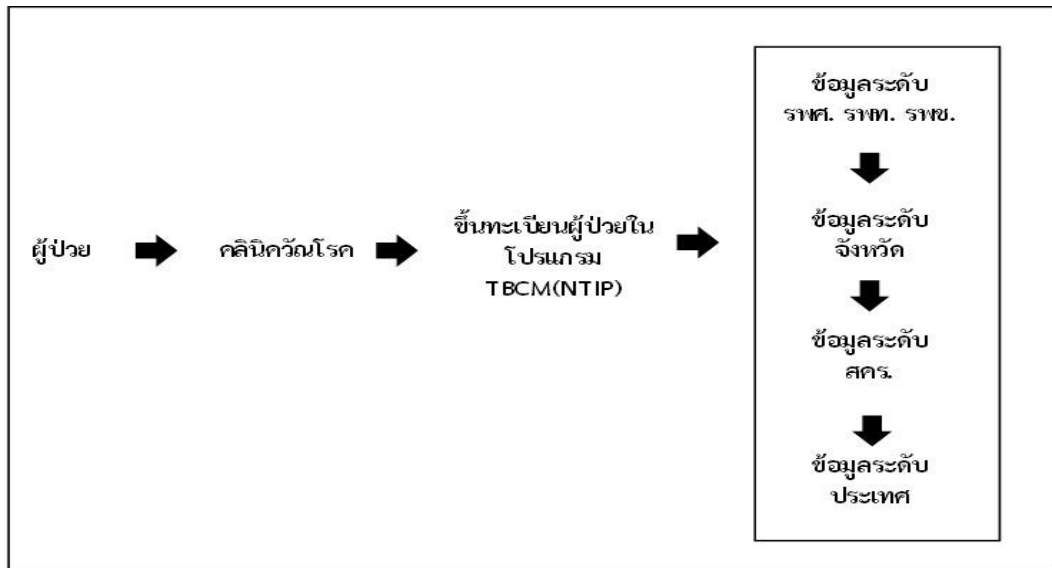 ผู้ป่วย
คลินิควัณโรค
ขึ้นทะเบียนผู้ป่วยใน
โปรแกรม
TBCM(NTIP)
ข้อมูลระดับ
รพศ. รพท. รพช.
ข้อมูลระดับ
จังหวัด
ข้อมูลระดับ
สคร.
ข้อมูลระดับ
ประเทศ